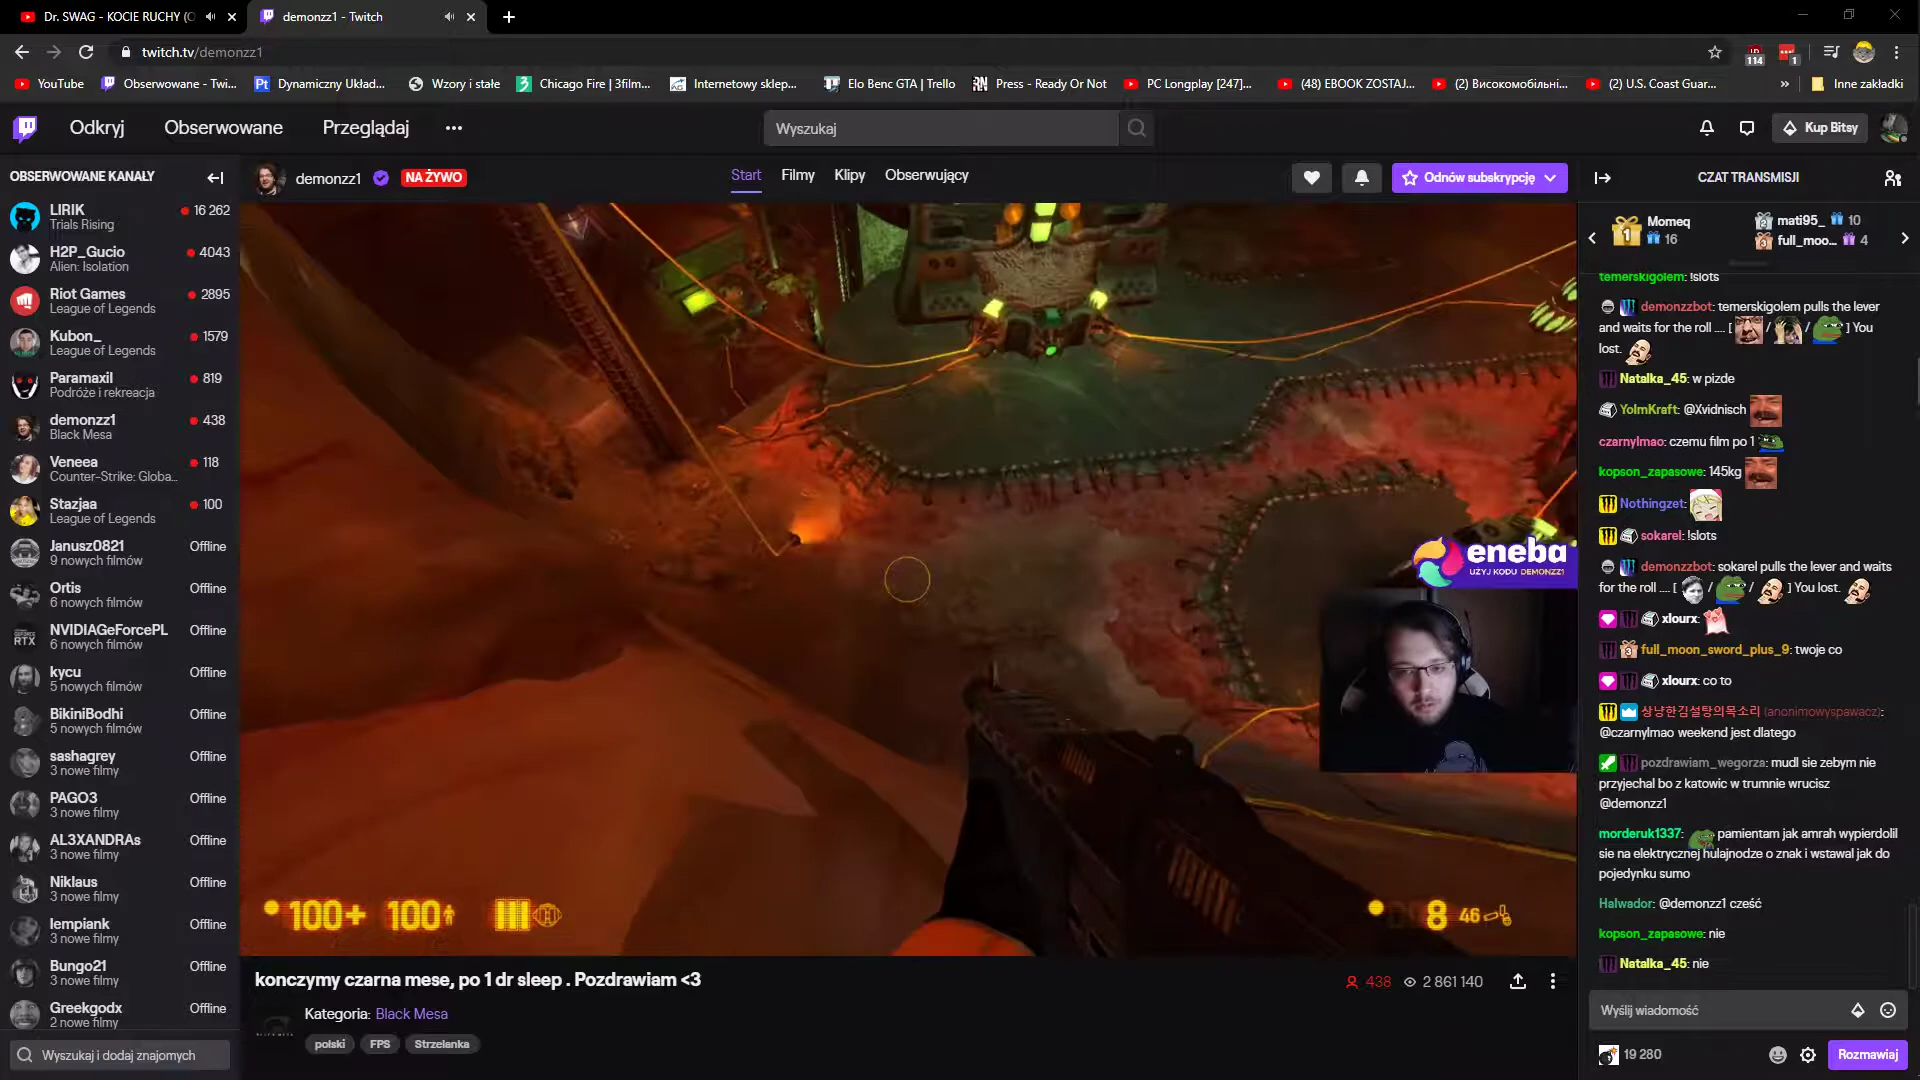 Dr. SWAG - KOCIE RUCHY (O
demonzz1 - Twitch
twitch.tv/demonzz1
114
1
YouTube
Obserwowane - Twi...
Pt Dynamiczny Układ...
Wzory i stałe
3 Chicago Fire | 3film...
AG Internetowy sklep...
Elo Benc GTA | Trello
RN Press - Ready Or Not
PC Longplay [247]...
(48) EBOOK ZOSTAJ...
(2) Високомобільні...
(2) U.S. Coast Guar...
»
Inne zakładki
Odkryj
Obserwowane
Przeglądaj
Wyszukaj
Kup Bitsy
OBSERWOWANE KANAŁY
LIRIK 16 262
Trials Rising
H2P_Gucio 4043
Alien: Isolation
Riot Games 2895
League of Legends
Kubon_ 1579
League of Legends
Paramaxil 819
Podróże i rekreacja
demonzz1 438
Black Mesa
Veneea 118
Counter-Strike: Globa...
Stazjaa 100
League of Legends
Janusz0821 Offline
9 nowych filmów
Ortis Offline
6 nowych filmów
NVIDIAGeForcePL Offline
6 nowych filmów
kycu Offline
5 nowych filmów
BikiniBodhi Offline
5 nowych filmów
sashagrey Offline
3 nowe filmy
PAGO3 Offline
3 nowe filmy
AL3XANDRAs Offline
3 nowe filmy
Niklaus Offline
3 nowe filmy
lempiank Offline
3 nowe filmy
Bungo21 Offline
3 nowe filmy
Greekgodx Offline
2 nowe filmy
Wyszukaj i dodaj znajomych
demonzz1 NA ŻYWO
Start
Filmy
Klipy
Obserwujący
Odnów subskrypcję
eneba
UŻYJ KODU DEMONZZ1
100+ 100
8 46
konczymy czarna mese, po 1 dr sleep . Pozdrawiam <3
438
2 861 140
Kategoria: Black Mesa
polski
FPS
Strzelanka
CZAT TRANSMISJI
1 Momeq
16
2 mati95_ 10
3 full_moo... 4
temerskigolem: !slots
demonzzbot: temerskigolem pulls the lever
and waits for the roll .... [ / / ] You
lost.
Natalka_45: w pizde
YolmKraft: @Xvidnisch
czarnylmao: czemu film po 1
kopson_zapasowe: 145kg
Nothingzet:
sokarel: !slots
demonzzbot: sokarel pulls the lever and waits
for the roll .... [ / / ] You lost.
xlourx:
full_moon_sword_plus_9: twoje co
xlourx: co to
상냥한김설탕의목소리 (anonimowyspawacz):
@czarnylmao weekend jest dlatego
pozdrawiam_wegorza: mudl sie zebym nie
przyjechal bo z katowic w trumnie wrucisz
@demonzz1
morderuk1337: pamientam jak amrah wypierdolil
sie na elektrycznej hulajnodze o znak i wstawal jak do
pojedynku sumo
Halwador: @demonzz1 cześć
kopson_zapasowe: nie
Natalka_45: nie
Wyślij wiadomość
19 280
Rozmawiaj